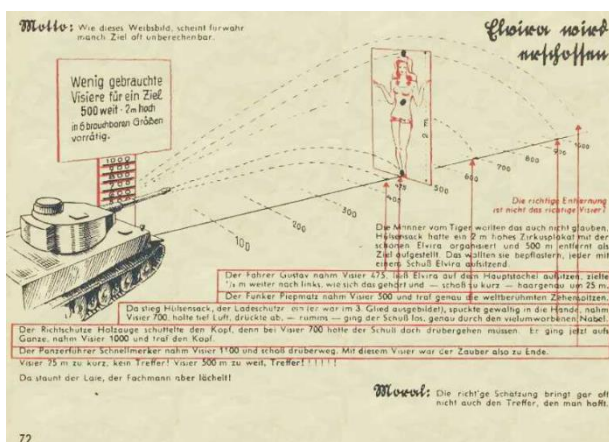 Motto: Wie dieses Weibsbild, scheint fürwahr
manch Ziel oft unberechenbar.
Elvira wird
erschossen
Wenig gebrauchte
Visiere für ein Ziel
500 weit · 2m hoch
in 6 brauchbaren Größen
vorrätig.
1000
900
800
700
600
500
100
200
300
400
475
500
600
700
800
900
1000
Die richtige Entfernung
ist nicht das richtige Visier!
Die Männer vom Tiger wollten das auch nicht glauben.
Hülsensack hatte ein 2 m hohes Zirkusplakat mit der
schönen Elvira organisiert und 500 m entfernt als
Ziel aufgestellt. Das wollten sie bepflastern, jeder mit
einem Schuß Elvira aufsitzend.
Der Fahrer Gustav nahm Visier 475, ließ Elvira auf dem Hauptstachel aufsitzen, zielte
m weiter nach links, wie sich das gehört und — schoß zu kurz — haargenau um 25 m.
Der Funker Piepmatz nahm Visier 500 und traf genau die weltberühmten Zehenspitzen.
Da stieg Hülsensack, der Ladeschütze ein (er war im 3. Glied ausgebildet), spuckte gewaltig in die Hände, nahm
Visier 700, holte tief Luft, drückte ab, — rumms — ging der Schuß los, genau durch den vielumworbenen Nabel.
Der Richtschütze Holzauge schüttelte den Kopf, denn bei Visier 700 hätte der Schuß doch drübergehen müssen. Er ging jetzt aufs
Ganze, nahm Visier 1000 und traf den Kopf.
Der Panzerführer Schnellmerker nahm Visier 1100 und schoß drüberweg. Mit diesem Visier war der Zauber also zu Ende.
Visier 75 m zu kurz, kein Treffer! Visier 500 m zu weit, Treffer! ! ! ! !
Da staunt der Laie, der Fachmann aber lächelt!
Moral: Die richt'ge Schätzung bringt gar oft
nicht auch den Treffer, den man hofft.
72